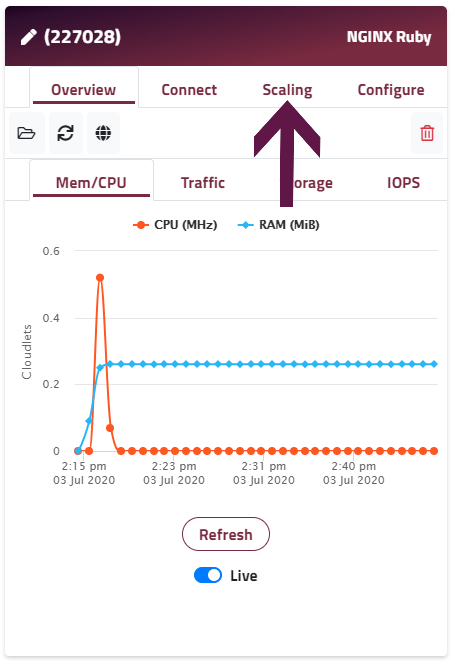 (227028) NGINX Ruby
Overview Connect Scaling Configure
Mem/CPU Traffic orage IOPS
CPU (MHz) RAM (MiB)
0.6
0.4
0.2
0
Cloudlets
2:15 pm 2:23 pm 2:31 pm 2:40 pm
03 Jul 2020 03 Jul 2020 03 Jul 2020 03 Jul 2020
Refresh
Live